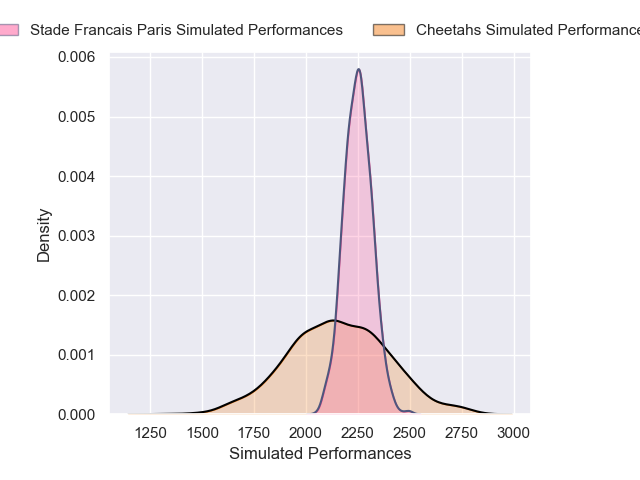 Stade Francais Paris Simulated Performances Cheetahs Simulated Performance
0.006
0.005
0.004
0.003
0.002
0.001
0.000
Density
1250 1500 1750 2000 2250 2500 2750 3000
Simulated Performances